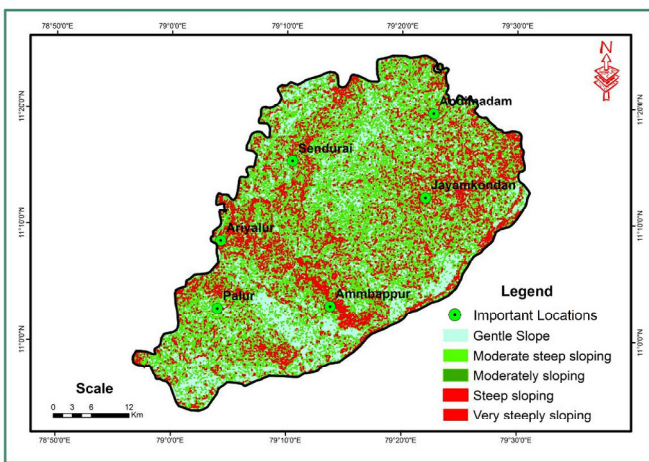 78°50'0"E 79°0'0"E 79°10'0"E 79°20'0"E 79°30'0"E
N
11°20'0"N 11°20'0"N
Andimadam
Sendurai
Jayamkondan
11°10'0"N 11°10'0"N
Ariyalur
Palur
Ammbappur
11°0'0"N 11°0'0"N
Legend
Important Locations
Gentle Slope
Moderate steep sloping
Moderately sloping
Steep sloping
Very steeply sloping
Scale
0 3 6 12
Km
78°50'0"E 79°0'0"E 79°10'0"E 79°20'0"E 79°30'0"E